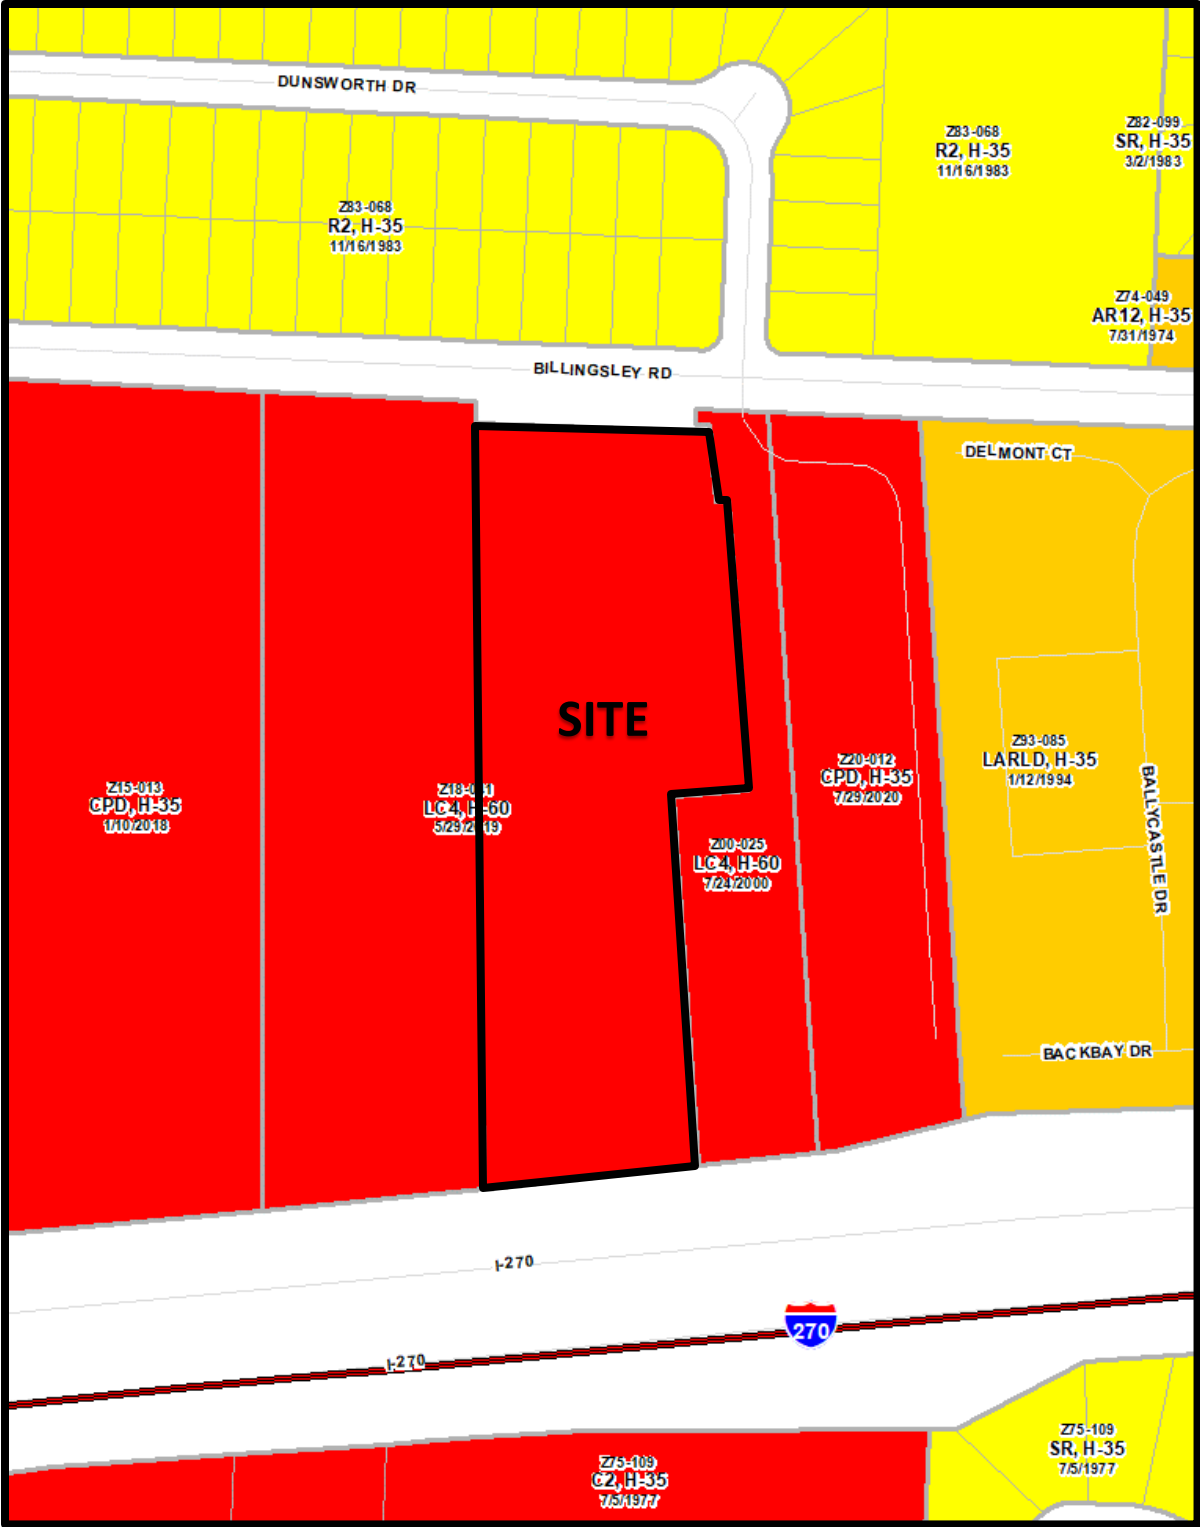 DUNSWORTH DR
Z83-068
R2, H-35
11/16/1983
Z82-099
SR, H-35
3/2/1983
Z83-068
R2, H-35
11/16/1983
Z74-049
AR12, H-35
7/31/1974
BILLINGSLEY RD
DELMONT CT
SITE
Z93-085
LARLD, H-35
1/12/1994
Z20-012
CPD, H-35
7/29/2020
Z15-013
CPD, H-35
1/10/2018
LC4, H-60
5/29/2019
BALLYCASTLE DR
Z00-025
LC4, H-60
7/24/2000
BACKBAY DR
I-270
270
I-270
Z75-109
SR, H-35
7/5/1977
Z75-109
C2, H-35
7/5/1977